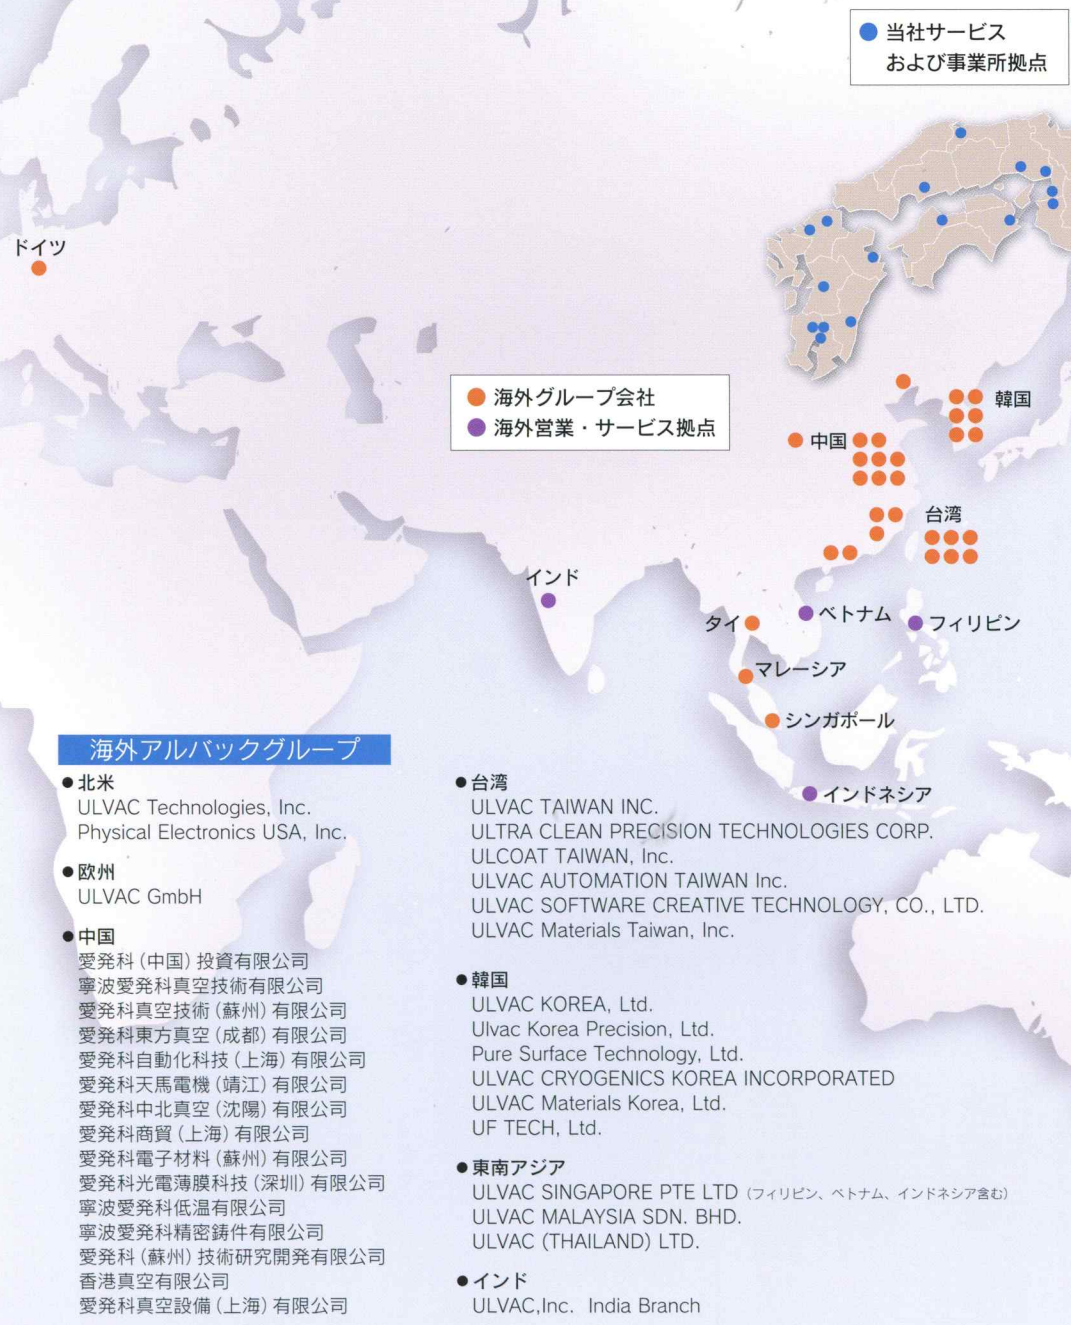 当社サービス
および事業所拠点
ドイツ
海外グループ会社
海外営業・サービス拠点
韓国
中国
台湾
インド
タイ
ベトナム
フィリピン
マレーシア
シンガポール
インドネシア
海外アルバックグループ
●北米
ULVAC Technologies, Inc.
Physical Electronics USA, Inc.
●欧州
ULVAC GmbH
●中国
愛発科(中国)投資有限公司
寧波愛発科真空技術有限公司
愛発科真空技術(蘇州)有限公司
愛発科東方真空(成都)有限公司
愛発科自動化科技(上海)有限公司
愛発科天馬電機(靖江)有限公司
愛発科中北真空(沈陽)有限公司
愛発科商貿(上海)有限公司
愛発科電子材料(蘇州)有限公司
愛発科光電薄膜科技(深圳)有限公司
寧波愛発科低温有限公司
寧波愛発科精密鋳件有限公司
愛発科(蘇州)技術研究開発有限公司
香港真空有限公司
愛発科真空設備(上海)有限公司
●台湾
ULVAC TAIWAN INC.
ULTRA CLEAN PRECISION TECHNOLOGIES CORP.
ULCOAT TAIWAN, Inc.
ULVAC AUTOMATION TAIWAN Inc.
ULVAC SOFTWARE CREATIVE TECHNOLOGY, CO., LTD.
ULVAC Materials Taiwan, Inc.
●韓国
ULVAC KOREA, Ltd.
Ulvac Korea Precision, Ltd.
Pure Surface Technology, Ltd.
ULVAC CRYOGENICS KOREA INCORPORATED
ULVAC Materials Korea, Ltd.
UF TECH, Ltd.
●東南アジア
ULVAC SINGAPORE PTE LTD (フィリピン、ベトナム、インドネシア含む)
ULVAC MALAYSIA SDN. BHD.
ULVAC (THAILAND) LTD.
●インド
ULVAC,Inc. India Branch